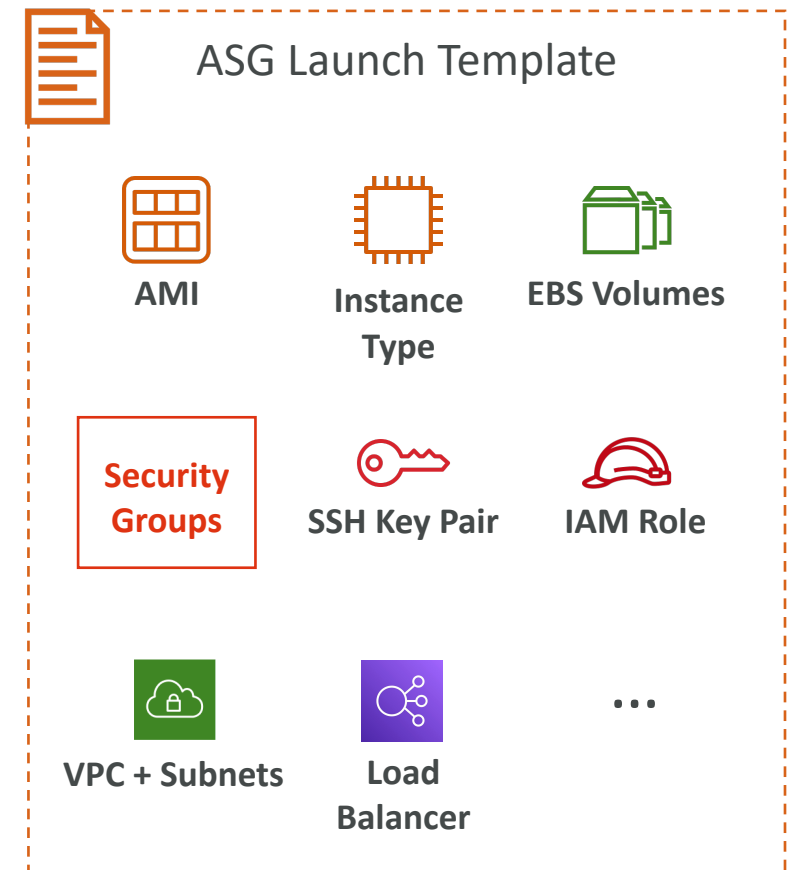 ASG Launch Template
AMI
Instance
Type
EBS Volumes
Security
Groups
SSH Key Pair
IAM Role
VPC + Subnets
Load
Balancer
...